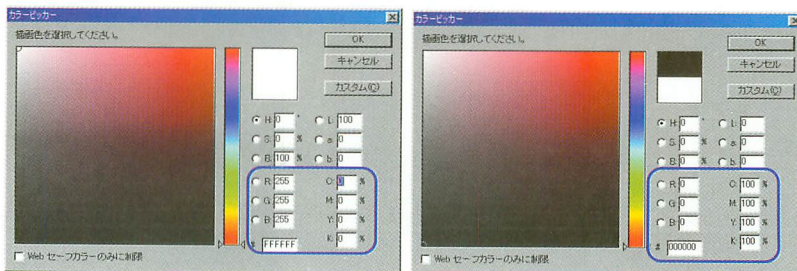 カラーピッカー
描画色を選択してください。
OK
キャンセル
カスタム(C)
H: 0 °
L: 100
S: 0 %
a: 0
B: 100 %
b: 0
R: 255
C: 0 %
G: 255
M: 0 %
B: 255
Y: 0 %
# FFFFFF
K: 0 %
Web セーフカラーのみに制限
カラーピッカー
描画色を選択してください。
OK
キャンセル
カスタム(C)
H: 0 °
L: 0
S: 0 %
a: 0
B: 0 %
b: 0
R: 0
C: 100 %
G: 0
M: 100 %
B: 0
Y: 100 %
# 000000
K: 100 %
Web セーフカラーのみに制限